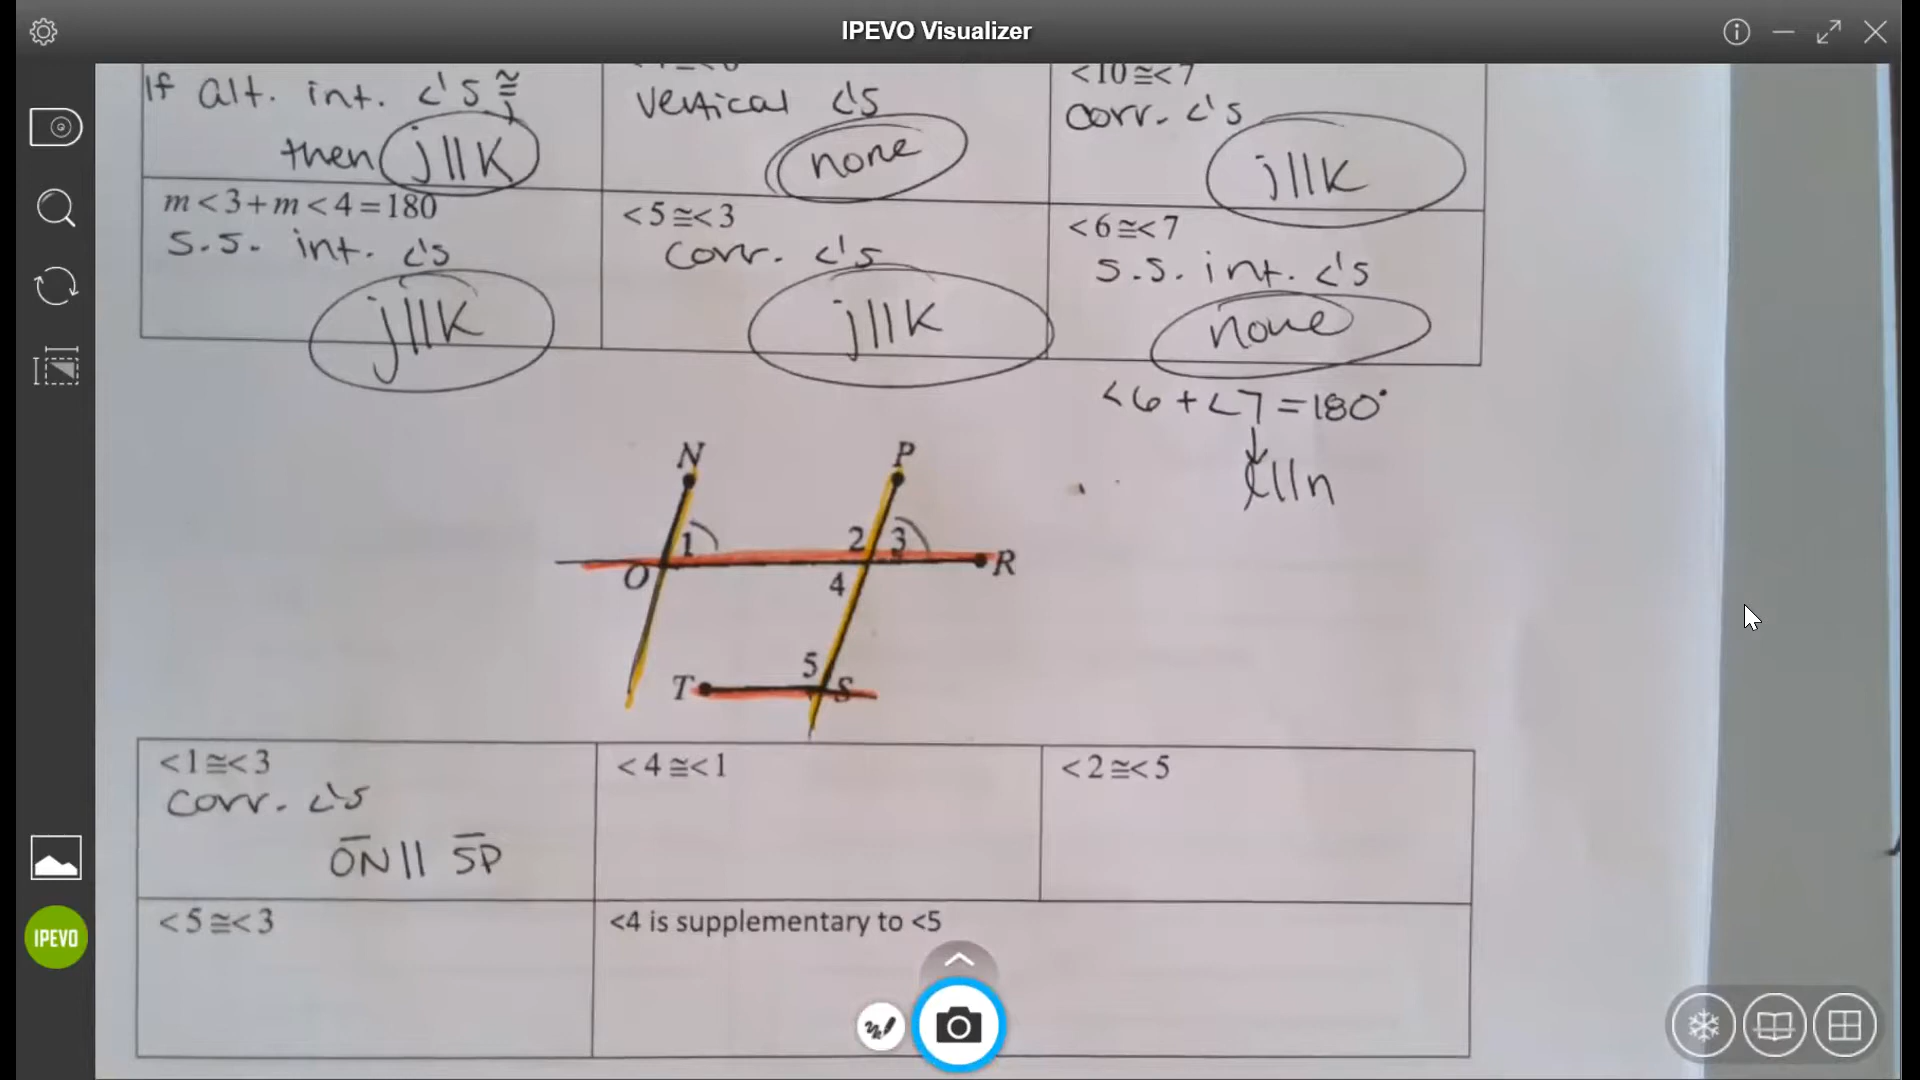 IPEVO Visualizer
If alt. int. <'s ≅
then j||k
vertical <'s
none
<10≅<7
corr. <'s
j||k
m<3+m<4=180
s.s. int. <'s
j||k
<5≅<3
corr. <'s
j||k
<6≅<7
s.s. int. <'s
none
<6+<7=180°
||n
N
P
1
2
3
O
R
4
5
T
S
<1≅<3
corr. <'s
ON || SP
<4≅<1
<2≅<5
<5≅<3
<4 is supplementary to <5
IPEVO